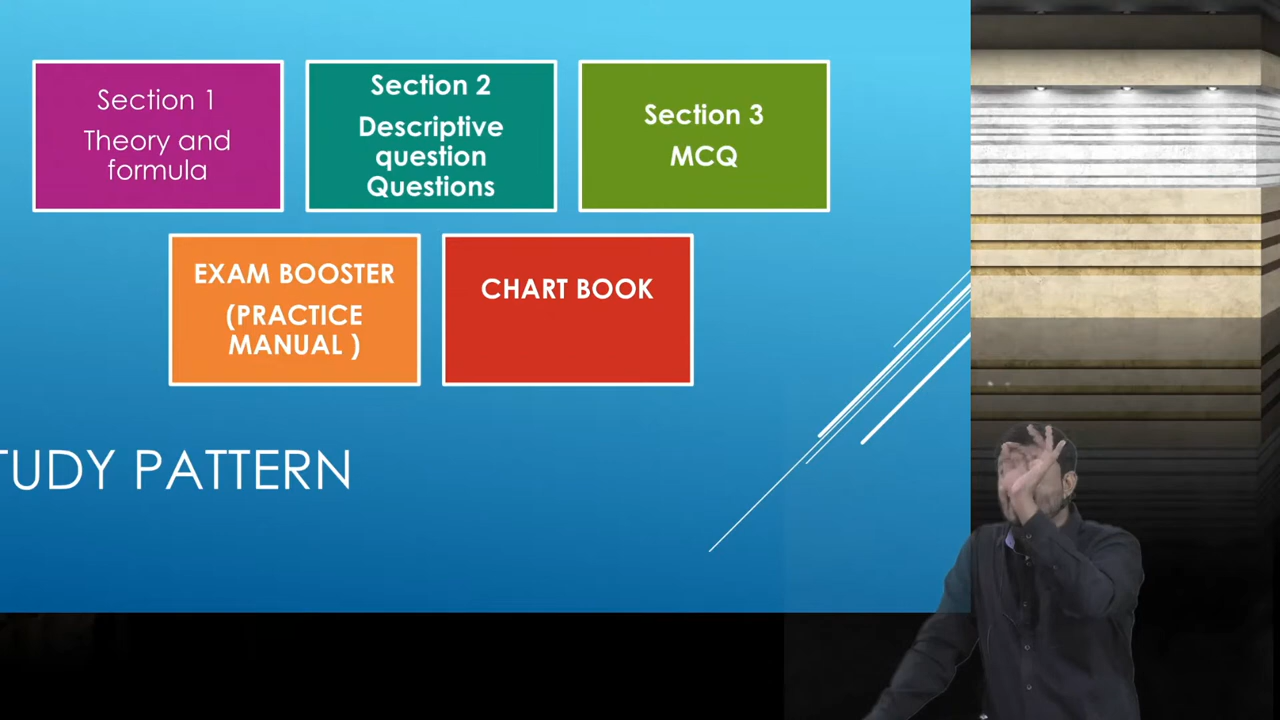 Section 1
Theory and
formula
Section 2
Descriptive
question
Questions
Section 3
MCQ
EXAM BOOSTER
(PRACTICE
MANUAL )
CHART BOOK
TUDY PATTERN